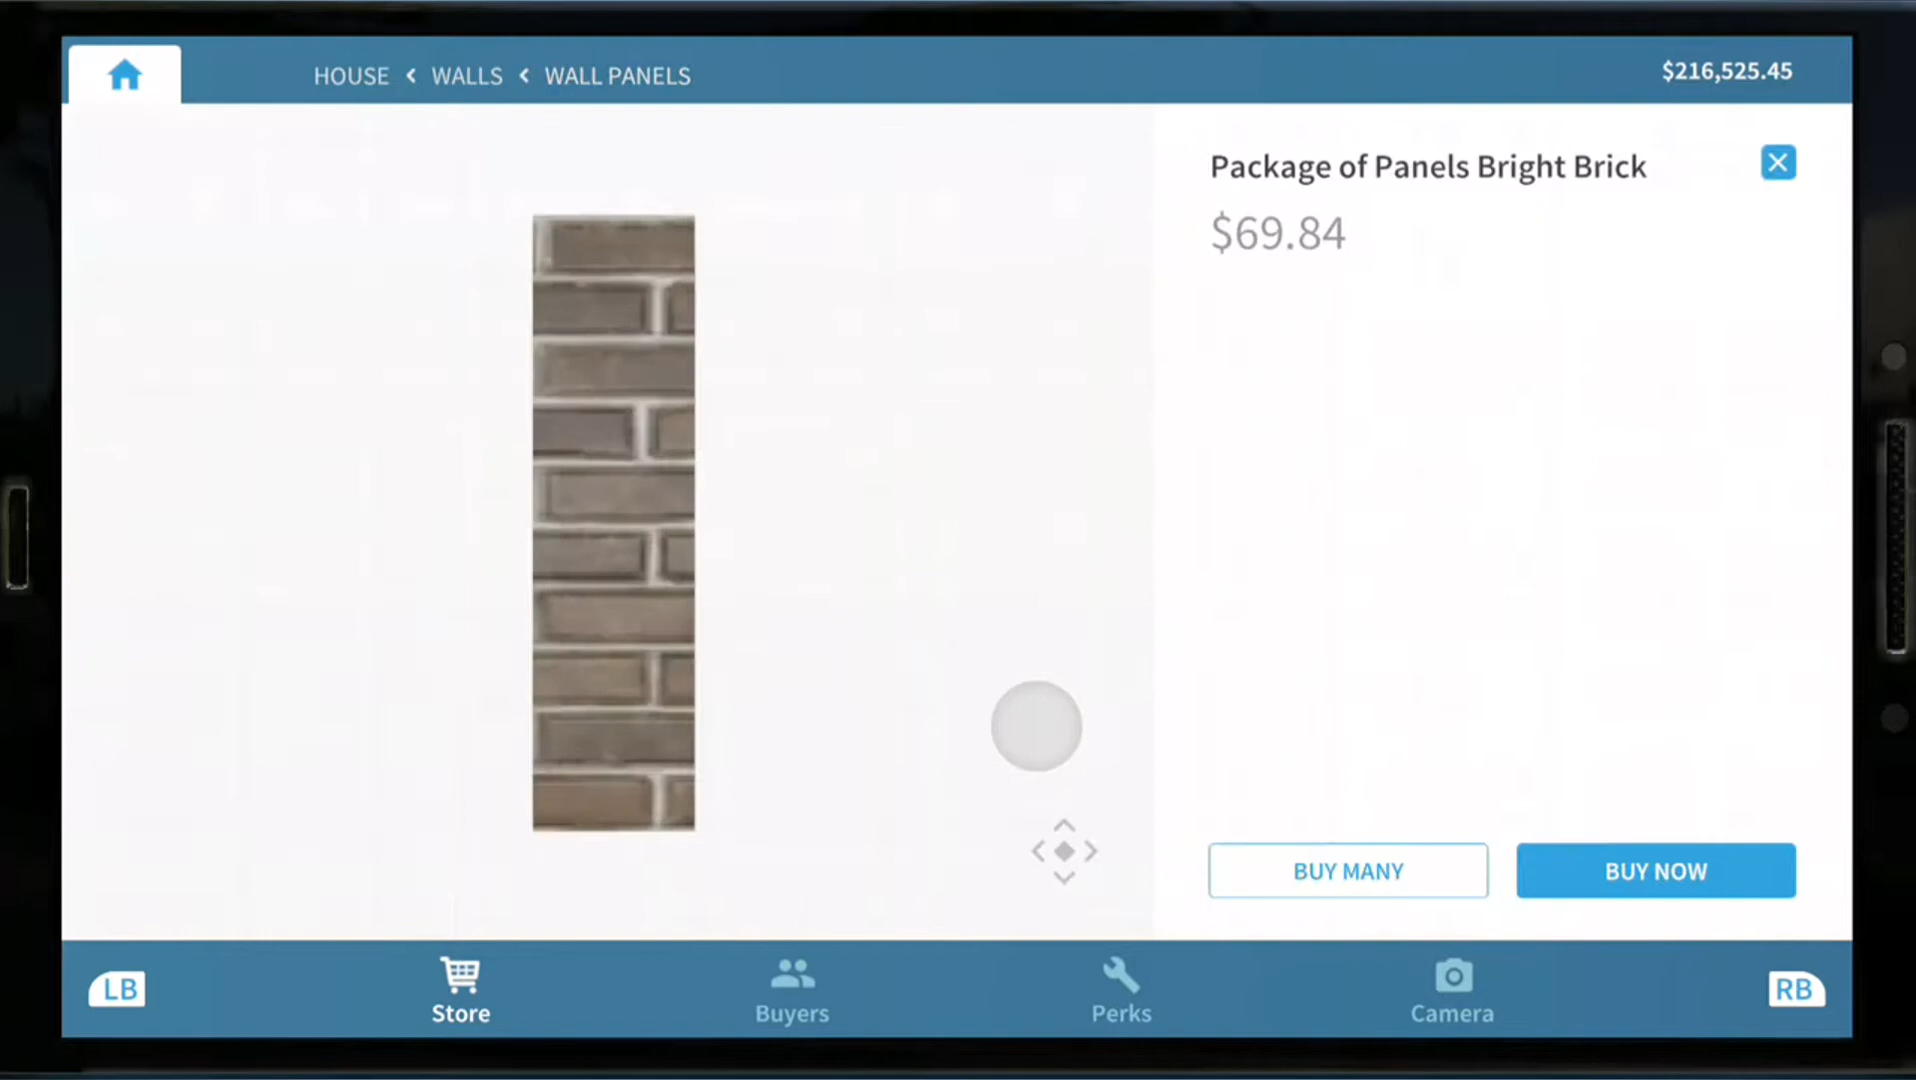 HOUSE < WALLS < WALL PANELS
$216,525.45
Package of Panels Bright Brick
$69.84
BUY MANY
BUY NOW
LB
Store
Buyers
Perks
Camera
RB